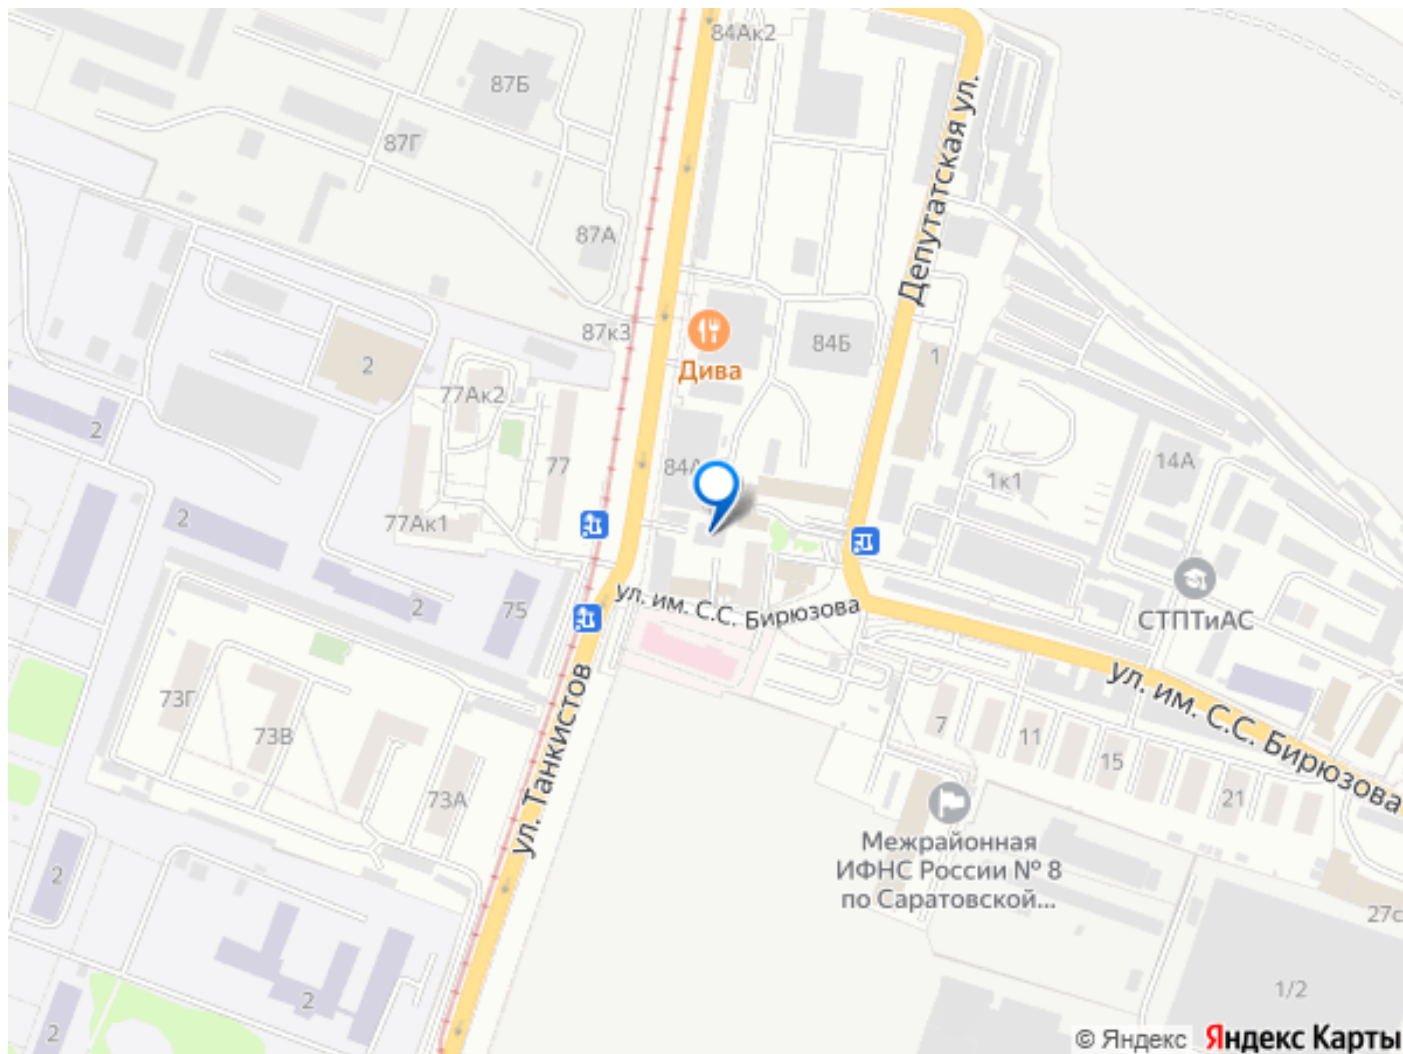 84Ак2
87Б
87Г
Депутатская ул.
87А
87к3
84Б
1
Дива
2
77Ак2
2
77
84А
14А
1к1
2
77Ак1
СТПТиАС
ул. им. С.С. Бирюзова
2
75
73Г
73В
ул. Танкистов
7
11
15
21
ул. им. С.С. Бирюзова
73А
Межрайонная
ИФНС России № 8
по Саратовской...
2
27с
2
1/2
2
© Яндекс Яндекс Карты